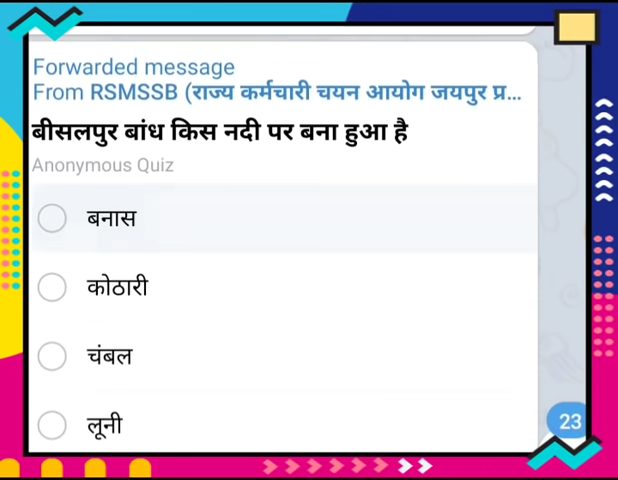 Forwarded message
From RSMSSB (राज्य कर्मचारी चयन आयोग जयपुर प्र...
बीसलपुर बांध किस नदी पर बना हुआ है
Anonymous Quiz
बनास
कोठारी
चंबल
लूनी
23